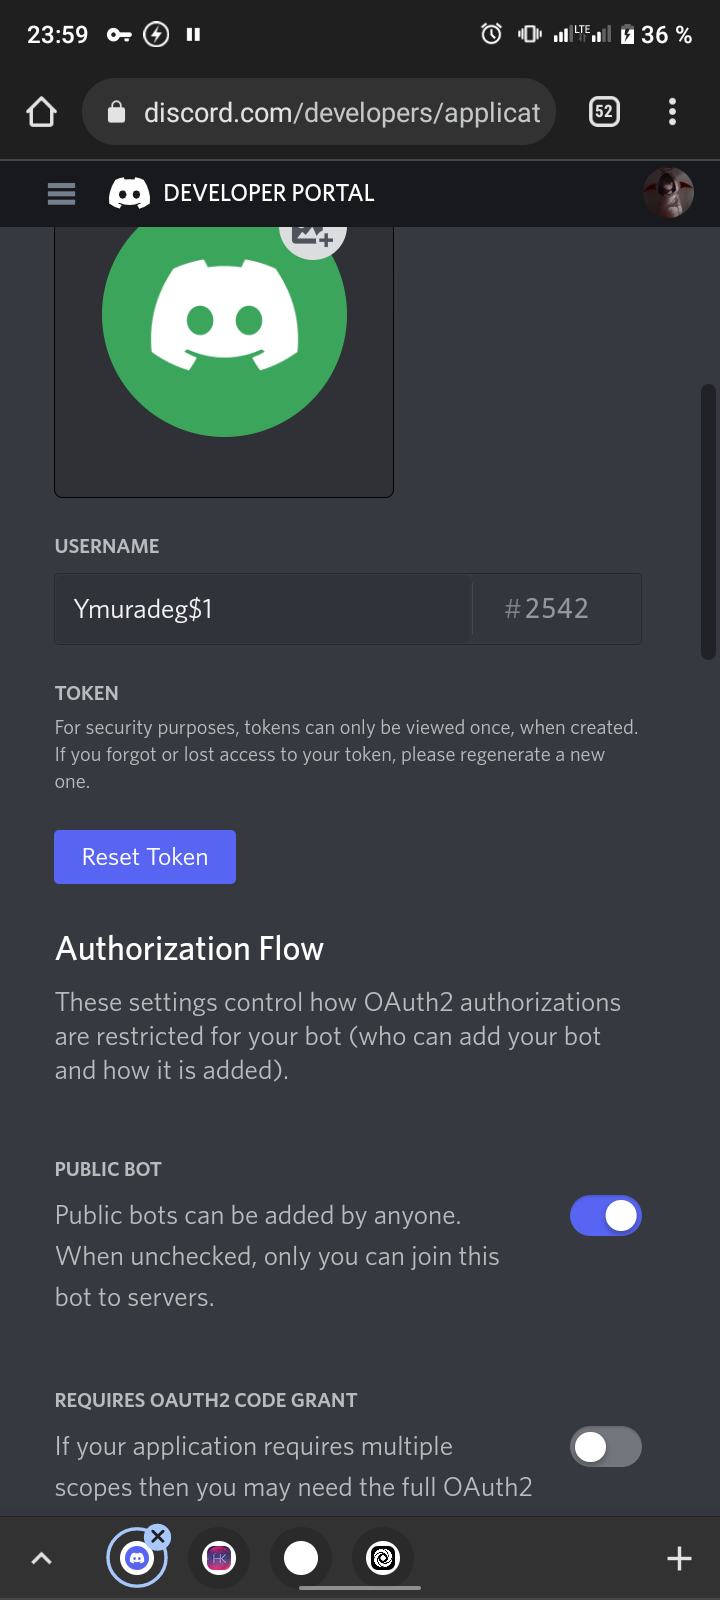 23:59
LTE
36 %
discord.com/developers/applicat
52
DEVELOPER PORTAL
USERNAME
Ymuradeg$1
#2542
TOKEN
For security purposes, tokens can only be viewed once, when created.
If you forgot or lost access to your token, please regenerate a new
one.
Reset Token
Authorization Flow
These settings control how OAuth2 authorizations
are restricted for your bot (who can add your bot
and how it is added).
PUBLIC BOT
Public bots can be added by anyone.
When unchecked, only you can join this
bot to servers.
REQUIRES OAUTH2 CODE GRANT
If your application requires multiple
scopes then you may need the full OAuth2
HK